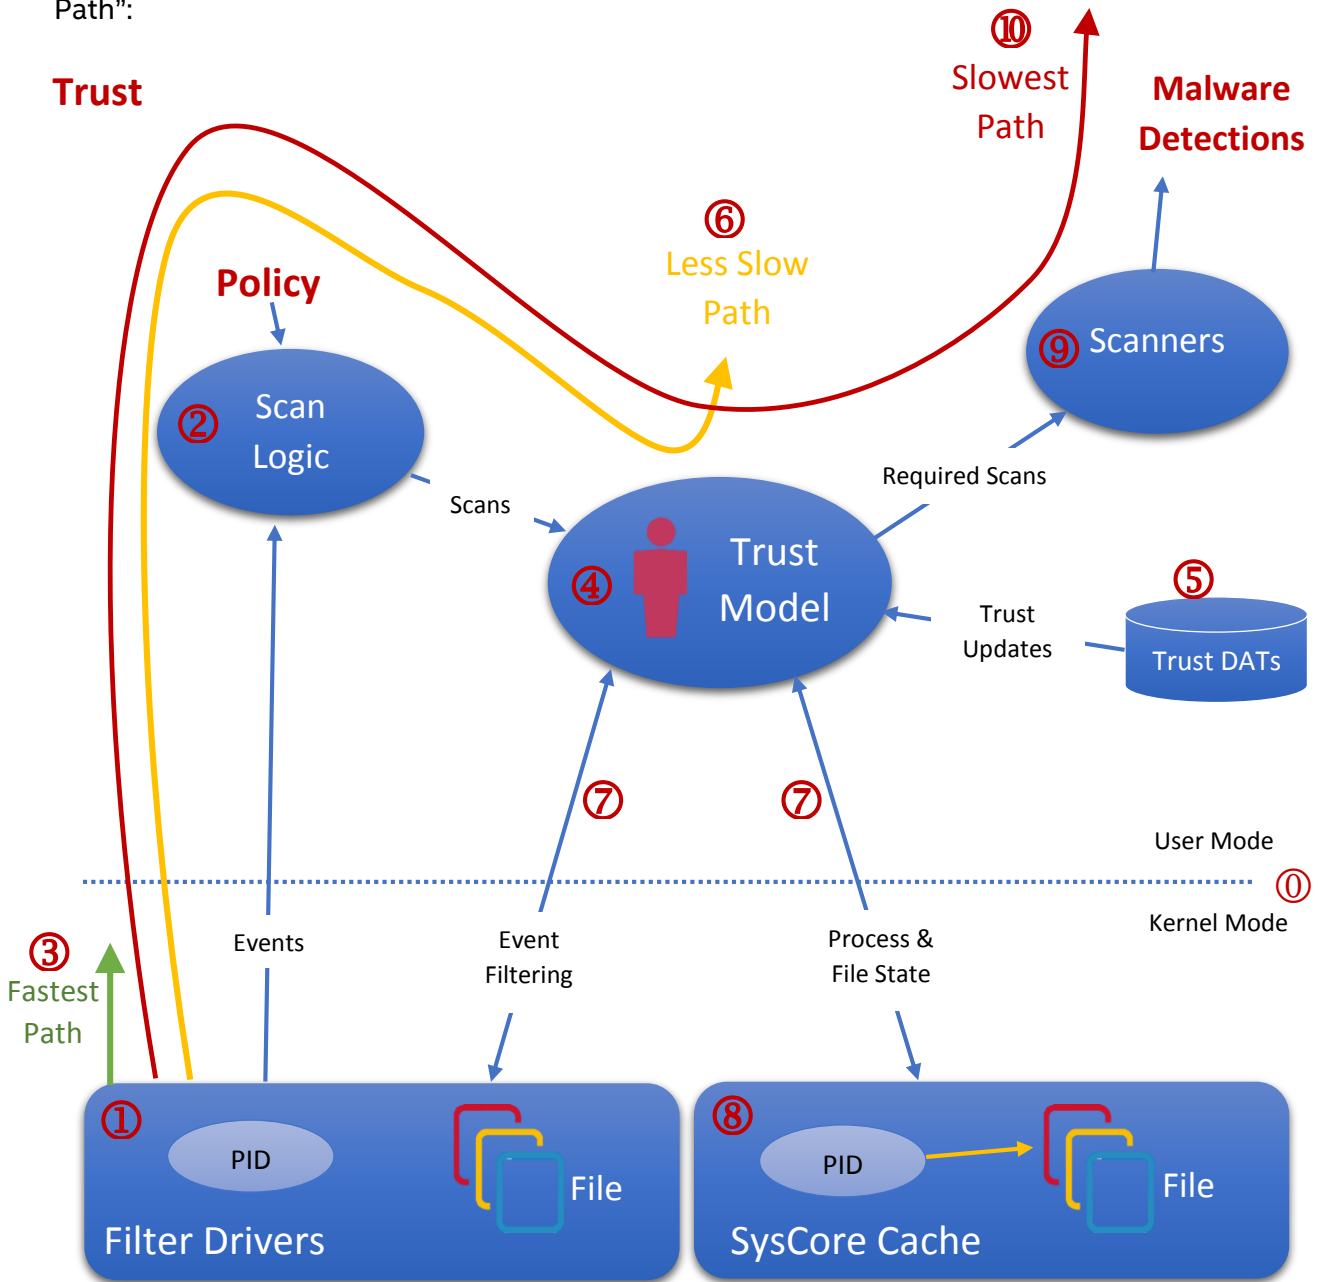 Path”:
⑩
Slowest
Path
Trust
Malware
Detections
⑥
Less Slow
Path
Policy
⑨
Scanners
②
Scan
Logic
Required Scans
Scans
④
Trust
Model
⑤
Trust
Updates
Trust DATs
⑦
⑦
User Mode
⓪
Kernel Mode
③
Fastest
Path
Events
Event
Filtering
Process &
File State
①
PID
File
Filter Drivers
⑧
PID
File
SysCore Cache